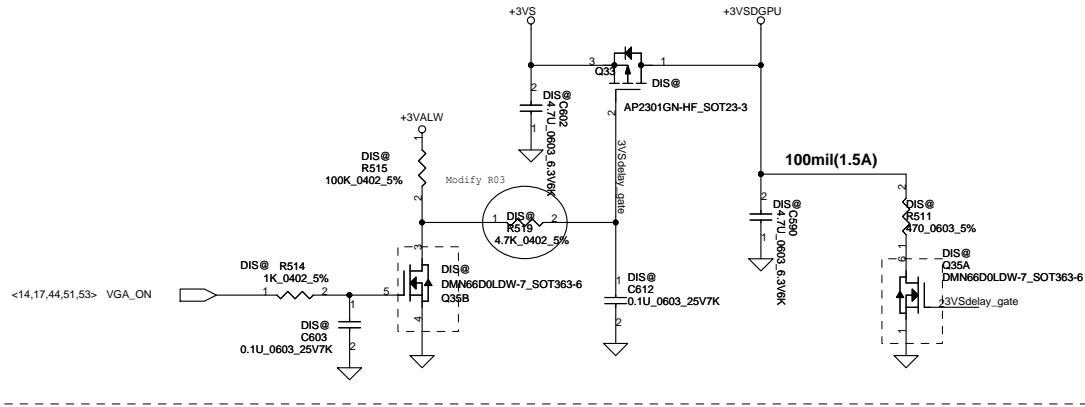 +3VS
+3VSDGPU
3
Q33
1
DIS@
2
AP2301GN-HF_SOT23-3
2
DIS@
C602
1
4.7U_0603_6.3V6K
3VSdelay_gate
+3VALW
1
DIS@
R515
100K_0402_5%
2
Modify R03
1
DIS@
2
R519
4.7K_0402_5%
100mil(1.5A)
2
DIS@
C590
1
4.7U_0603_6.3V6K
2
DIS@
R511
470_0603_5%
1
3
DIS@
DMN66D0LDW-7_SOT363-6
Q35B
5
4
DIS@
R514
1K_0402_5%
<14,17,44,51,53> VGA_ON
1
2
1
DIS@
C603
0.1U_0603_25V7K
2
1
DIS@
C612
0.1U_0603_25V7K
2
6
DIS@
Q35A
DMN66D0LDW-7_SOT363-6
2
3VSdelay_gate
1